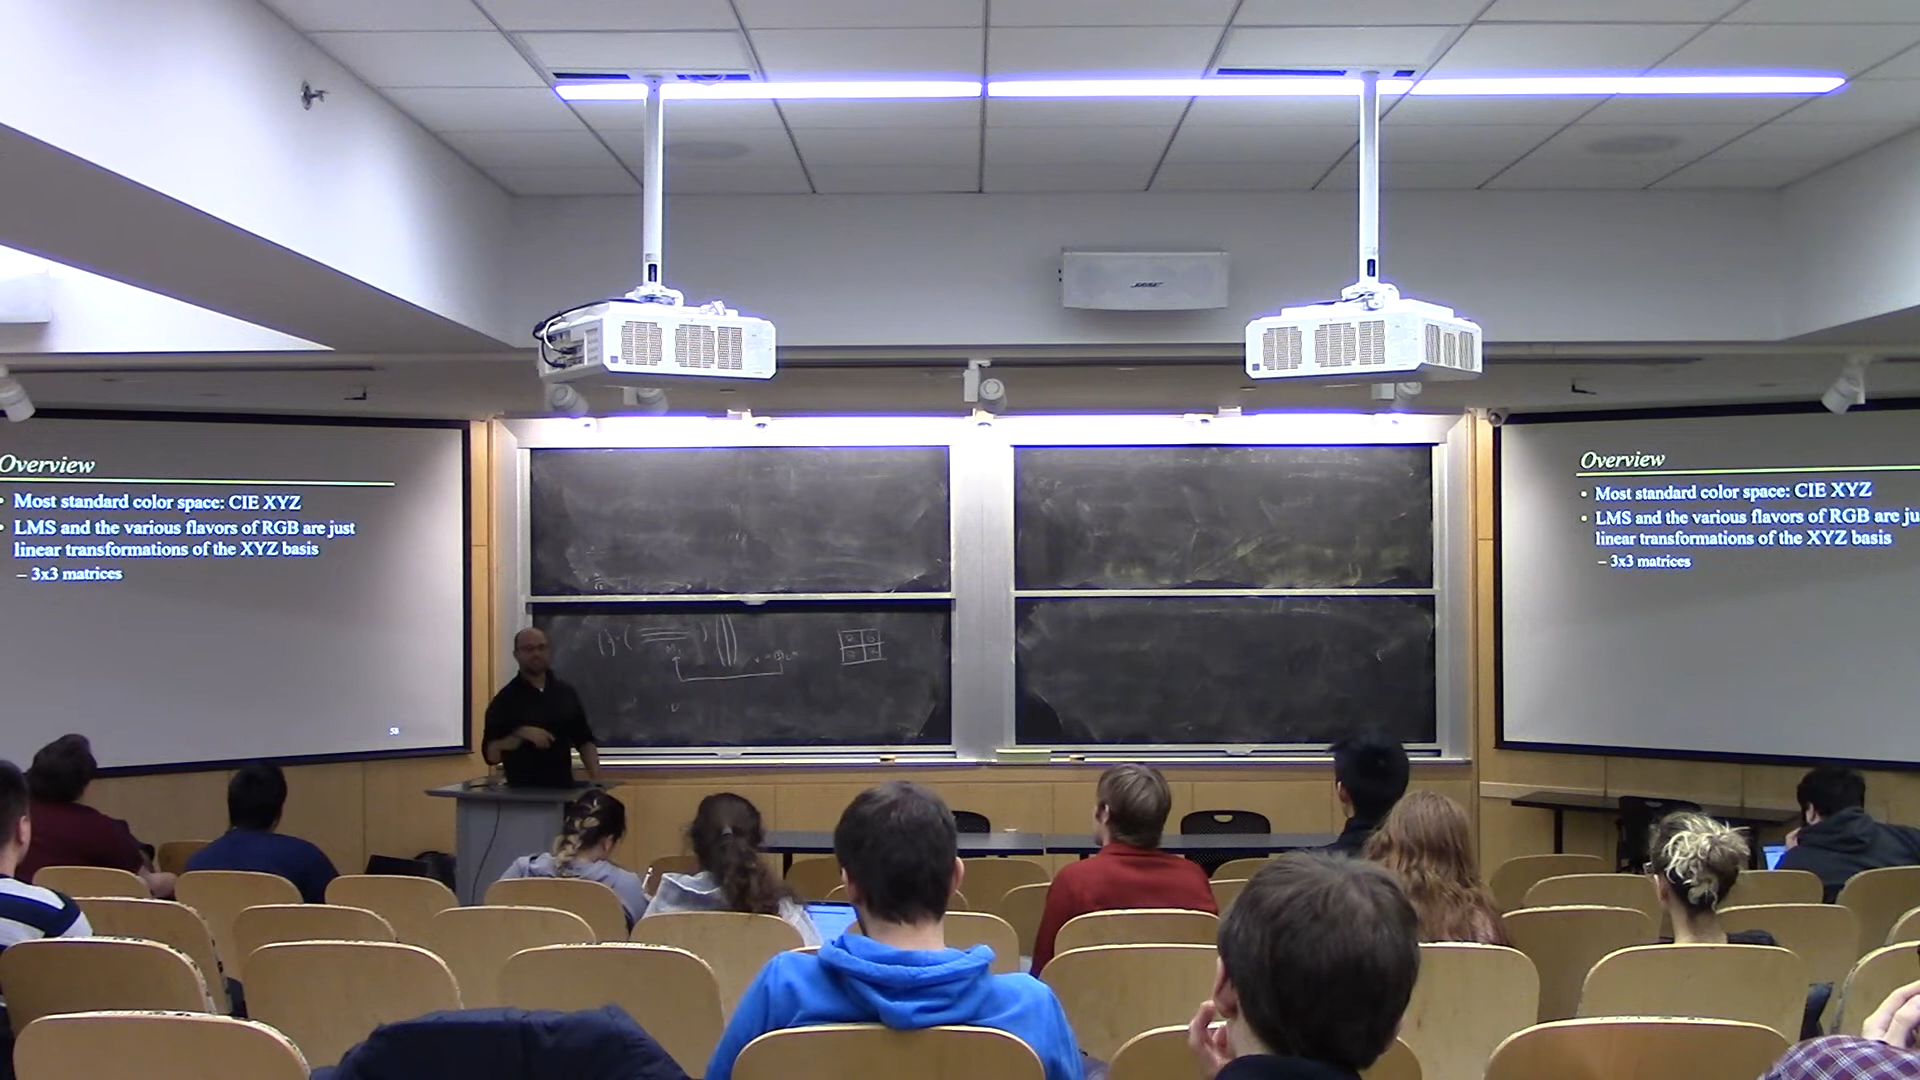 BOSE
Overview
• Most standard color space: CIE XYZ
• LMS and the various flavors of RGB are just
linear transformations of the XYZ basis
– 3x3 matrices
58
Overview
• Most standard color space: CIE XYZ
• LMS and the various flavors of RGB are ju
linear transformations of the XYZ basis
– 3x3 matrices